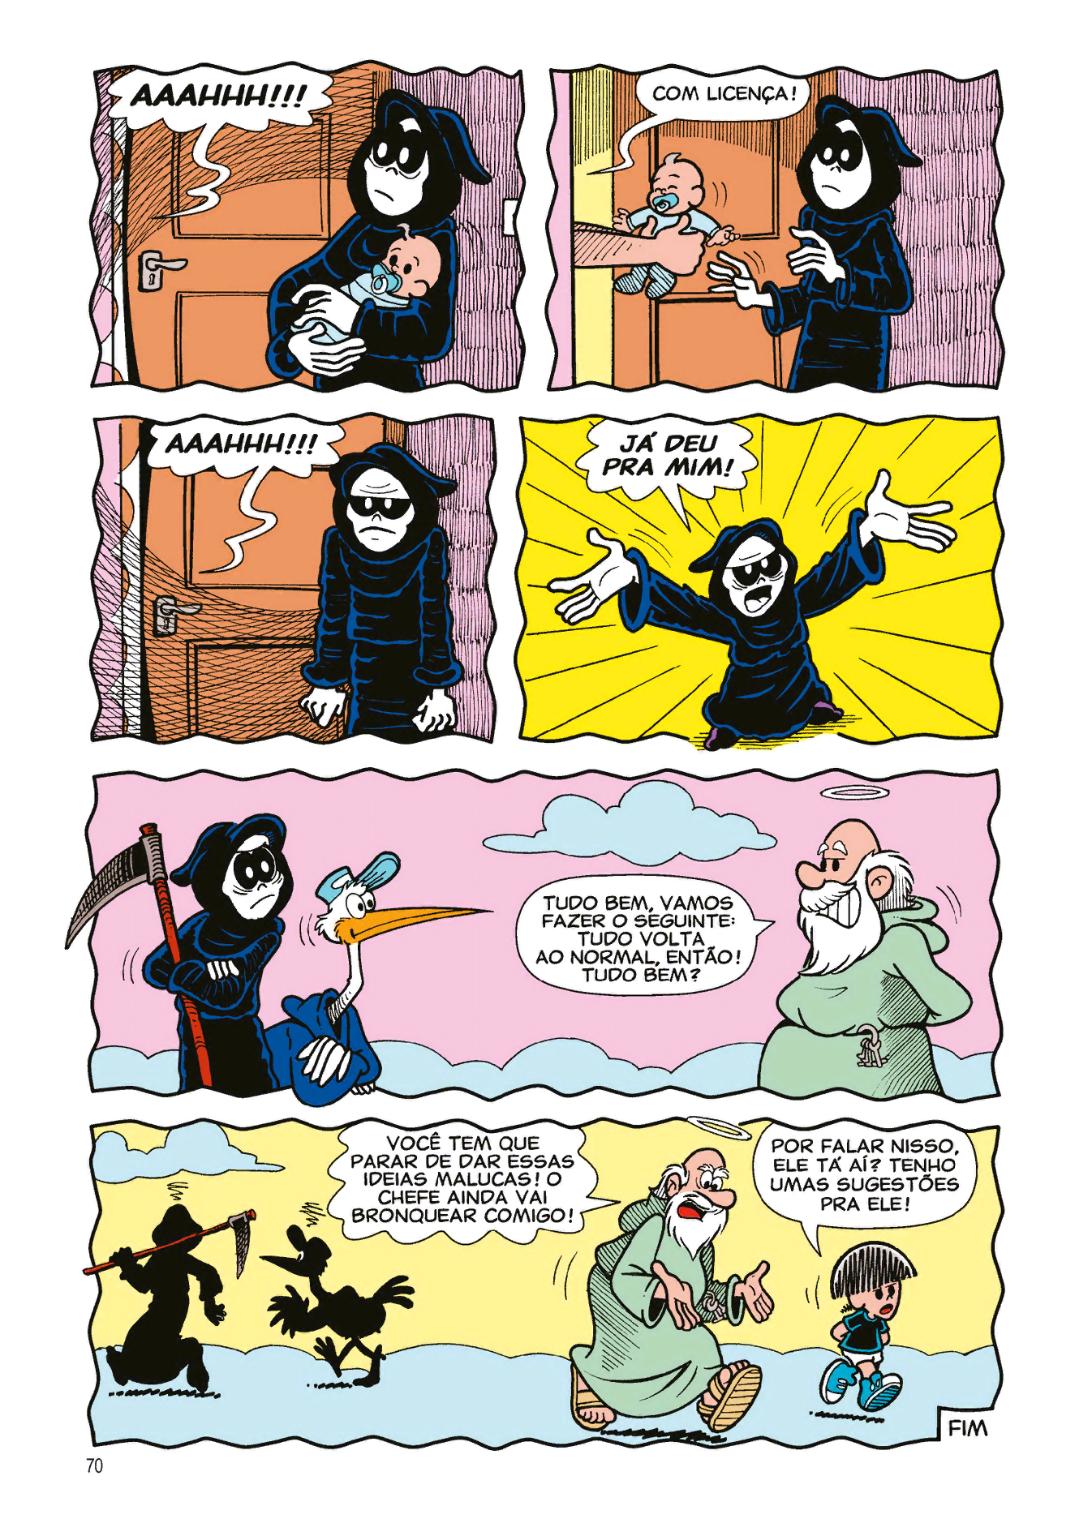 AAAHHH!!!
COM LICENÇA!
AAAHHH!!!
JÁ DEU
PRA MIM!
TUDO BEM, VAMOS
FAZER O SEGUINTE:
TUDO VOLTA
AO NORMAL, ENTÃO!
TUDO BEM?
VOCÊ TEM QUE
PARAR DE DAR ESSAS
IDEIAS MALUCAS! O
CHEFE AINDA VAI
BRONQUEAR COMIGO!
POR FALAR NISSO,
ELE TÁ AÍ? TENHO
UMAS SUGESTÕES
PRA ELE!
FIM
70